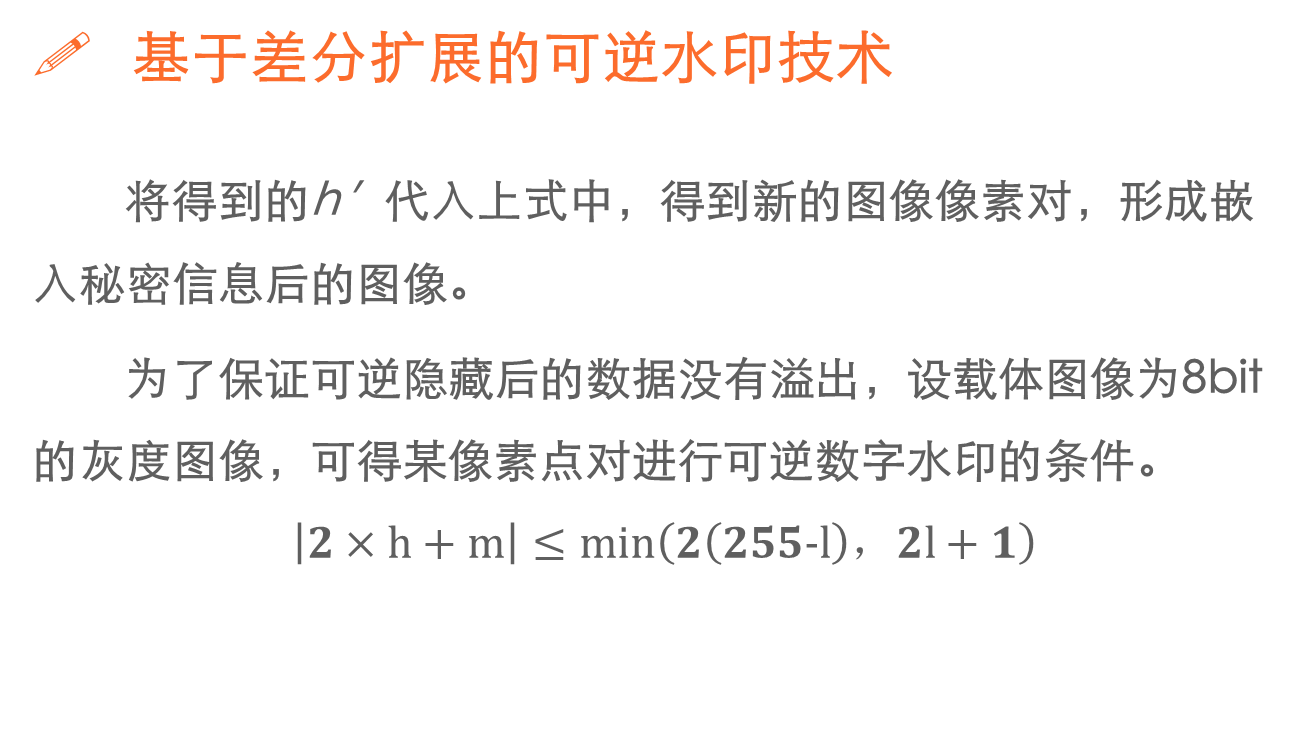 基于差分扩展的可逆水印技术
将得到的h′代入上式中，得到新的图像像素对，形成嵌
入秘密信息后的图像。
为了保证可逆隐藏后的数据没有溢出，设载体图像为8bit
的灰度图像，可得某像素点对进行可逆数字水印的条件。
|2 × h + m| ≤ min(2(255-l)，2l + 1)